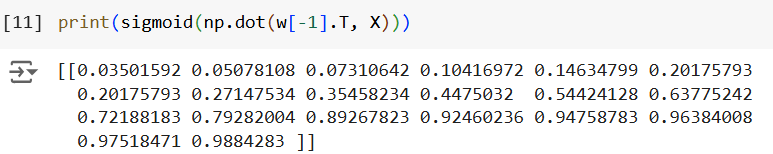 [11] print(sigmoid(np.dot(w[-1].T, X)))
[[0.03501592 0.05078108 0.07310642 0.10416972 0.14634799 0.20175793
0.20175793 0.27147534 0.35458234 0.4475032  0.54424128 0.63775242
0.72188183 0.79282004 0.89267823 0.92460236 0.94758783 0.96384008
0.97518471 0.9884283 ]]